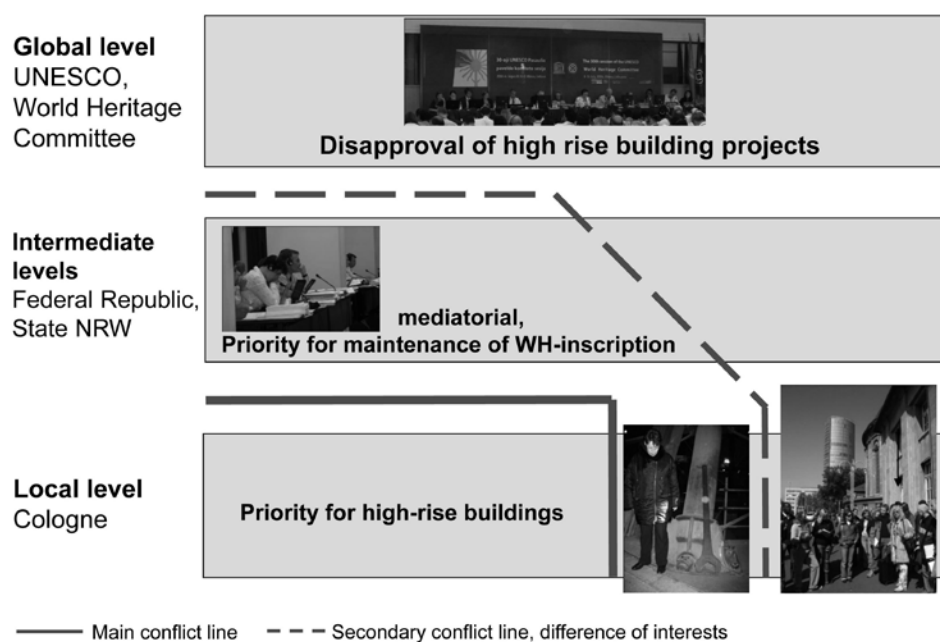 Global level
UNESCO,
World Heritage
Committee
Disapproval of high rise building projects
Intermediate
levels
Federal Republic,
State NRW
mediatorial,
Priority for maintenance of WH-inscription
Local level
Cologne
Priority for high-rise buildings
Main conflict line
Secondary conflict line, difference of interests